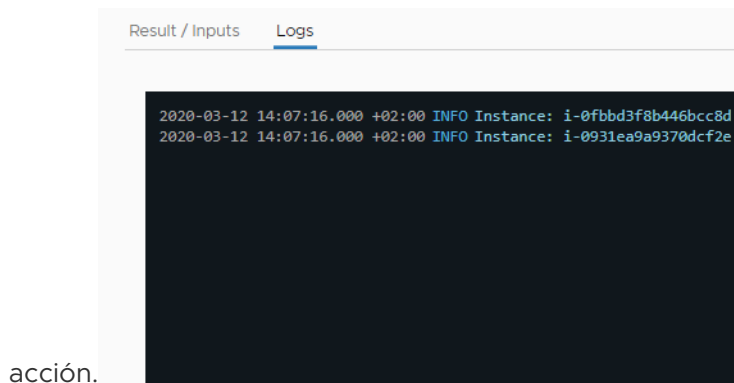 Result / Inputs Logs
2020-03-12 14:07:16.000 +02:00 INFO Instance: i-0fbbd3f8b446bcc8d
2020-03-12 14:07:16.000 +02:00 INFO Instance: i-0931ea9a9370dcf2e
acción.